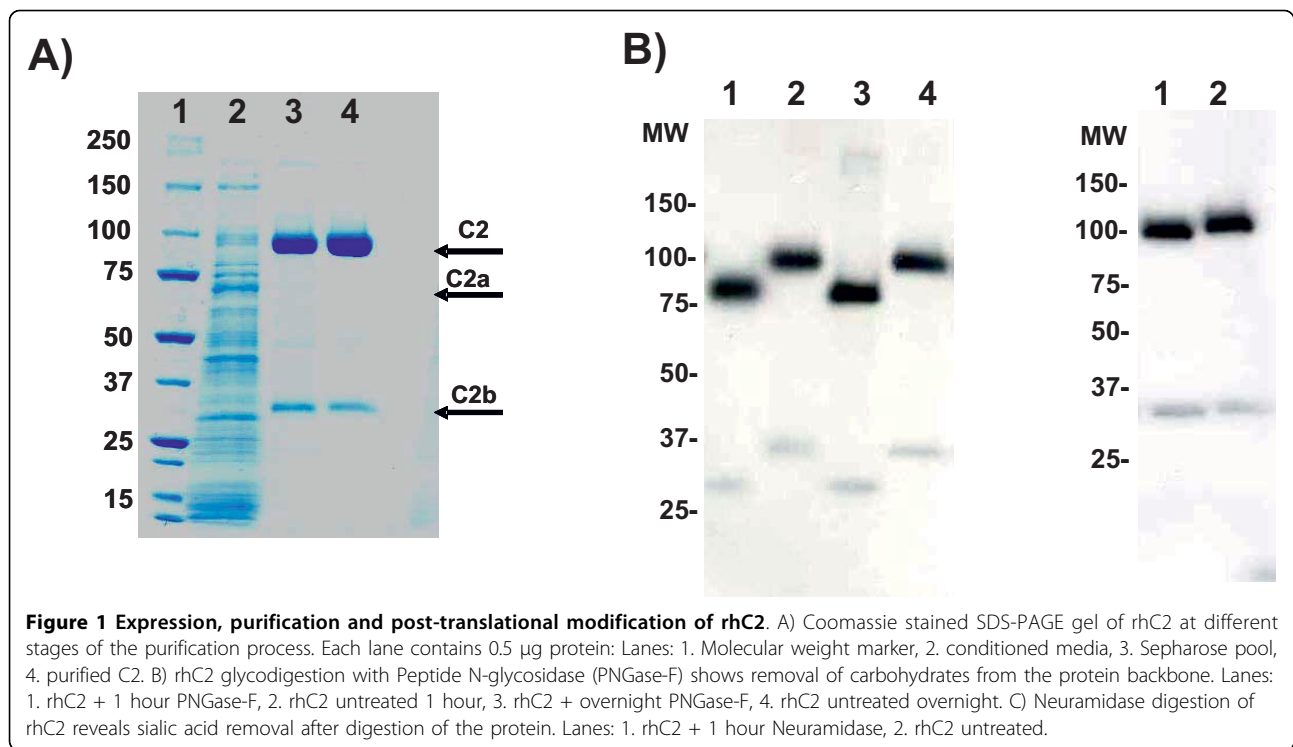 A)
1 2 3 4
250
150
100
75
50
37
25
15
C2
C2a
C2b
B)
1 2 3 4
MW
150-
100-
75-
50-
37-
25-
1 2
MW
150-
100-
75-
50-
37-
25-
Figure 1 Expression, purification and post-translational modification of rhC2. A) Coomassie stained SDS-PAGE gel of rhC2 at different
stages of the purification process. Each lane contains 0.5 µg protein: Lanes: 1. Molecular weight marker, 2. conditioned media, 3. Sepharose pool,
4. purified C2. B) rhC2 glycodigestion with Peptide N-glycosidase (PNGase-F) shows removal of carbohydrates from the protein backbone. Lanes:
1. rhC2 + 1 hour PNGase-F, 2. rhC2 untreated 1 hour, 3. rhC2 + overnight PNGase-F, 4. rhC2 untreated overnight. C) Neuramidase digestion of
rhC2 reveals sialic acid removal after digestion of the protein. Lanes: 1. rhC2 + 1 hour Neuramidase, 2. rhC2 untreated.